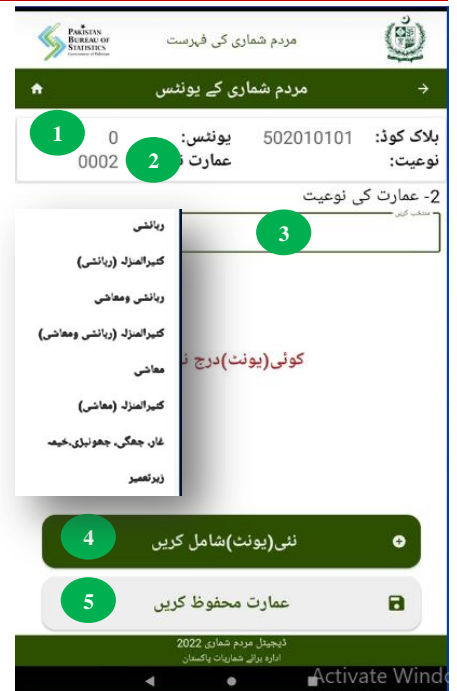 PAKISTAN
BUREAU OF
STATISTICS
Government of Pakistan
مردم شماری کی فہرست
مردم شماری کے یونٹس
بلاک کوڈ: 502010101 یونٹس: 0 1
نوعیت: عمارت ن 2 0002
2- عمارت کی نوعیت
منتخب کریں
3
رہائشی
کثیرالمنزلہ (رہائشی)
رہائشی ومعاشی
کثیرالمنزلہ (رہائشی ومعاشی)
معاشی
کثیرالمنزلہ (معاشی)
غار، جھگی، جھونپڑی،خیمہ
زیرتعمیر
کوئی(یونٹ)درج ن
نئی(یونٹ)شامل کریں 4
عمارت محفوظ کریں 5
ڈیجیٹل مردم شماری 2022
ادارہ برائے شماریات پاکستان
Activate Windo